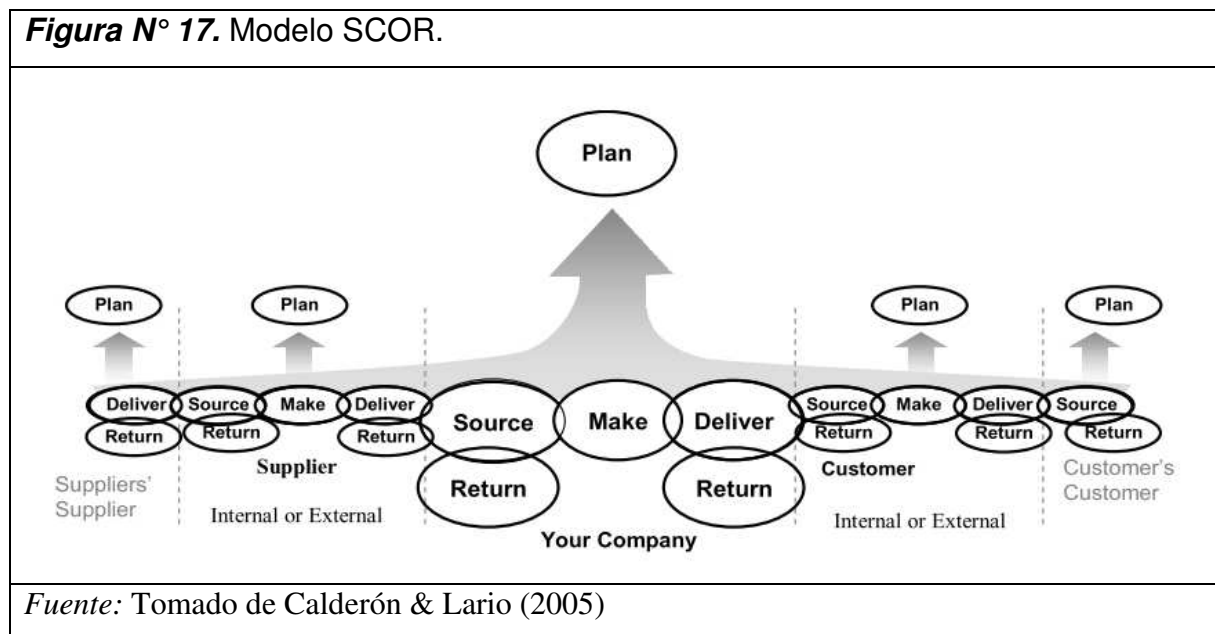 Figura N° 17. Modelo SCOR.
Plan
Plan Plan Plan Plan
Deliver Source Make Deliver Source Make Deliver Source Make Deliver Source
Return Return Return Return Return Return Return Return
Suppliers' Supplier Customer Customer's
Supplier Customer
Internal or External Internal or External
Your Company
Fuente: Tomado de Calderón & Lario (2005)